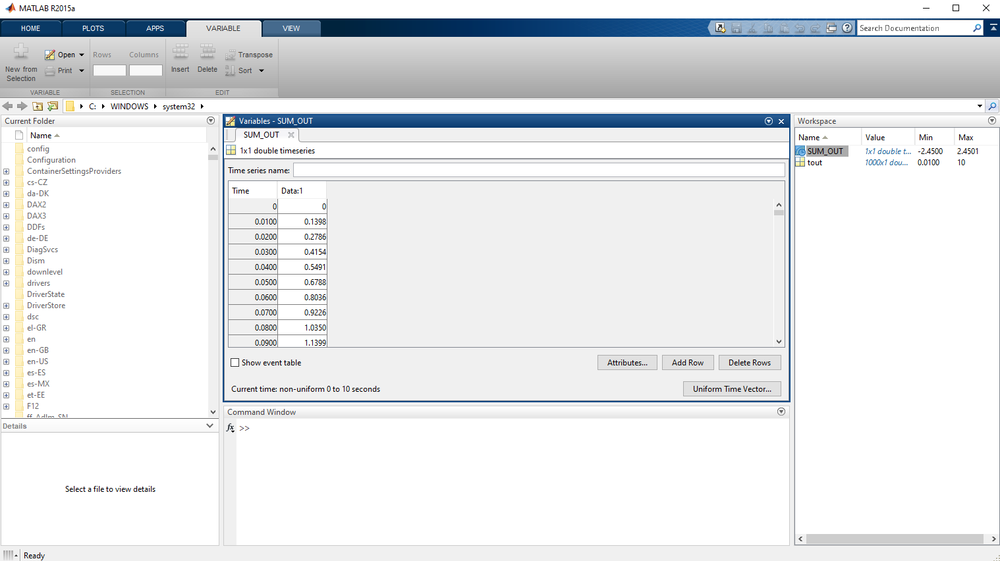 MATLAB R2015a
HOME PLOTS APPS VARIABLE VIEW
Search Documentation
New from Selection
Open
Print
Rows Columns
Insert
Delete
Transpose
Sort
VARIABLE SELECTION EDIT
C: WINDOWS system32
Current Folder
Name
config
Configuration
ContainerSettingsProviders
cs-CZ
da-DK
DAX2
DAX3
DDFs
de-DE
DiagSvcs
Dism
downlevel
drivers
DriverState
DriverStore
dsc
el-GR
en
en-GB
en-US
es-ES
es-MX
et-EE
F12
Details
Select a file to view details
Variables - SUM_OUT
SUM_OUT
1x1 double timeseries
Time series name:
Time Data:1
0 0
0.0100 0.1398
0.0200 0.2786
0.0300 0.4154
0.0400 0.5491
0.0500 0.6788
0.0600 0.8036
0.0700 0.9226
0.0800 1.0350
0.0900 1.1399
Show event table
Attributes... Add Row Delete Rows
Current time: non-uniform 0 to 10 seconds
Uniform Time Vector...
Command Window
fx >>
Workspace
Name Value Min Max
SUM_OUT 1x1 double t... -2.4500 2.4501
tout 1000x1 dou... 0.0100 10
Ready